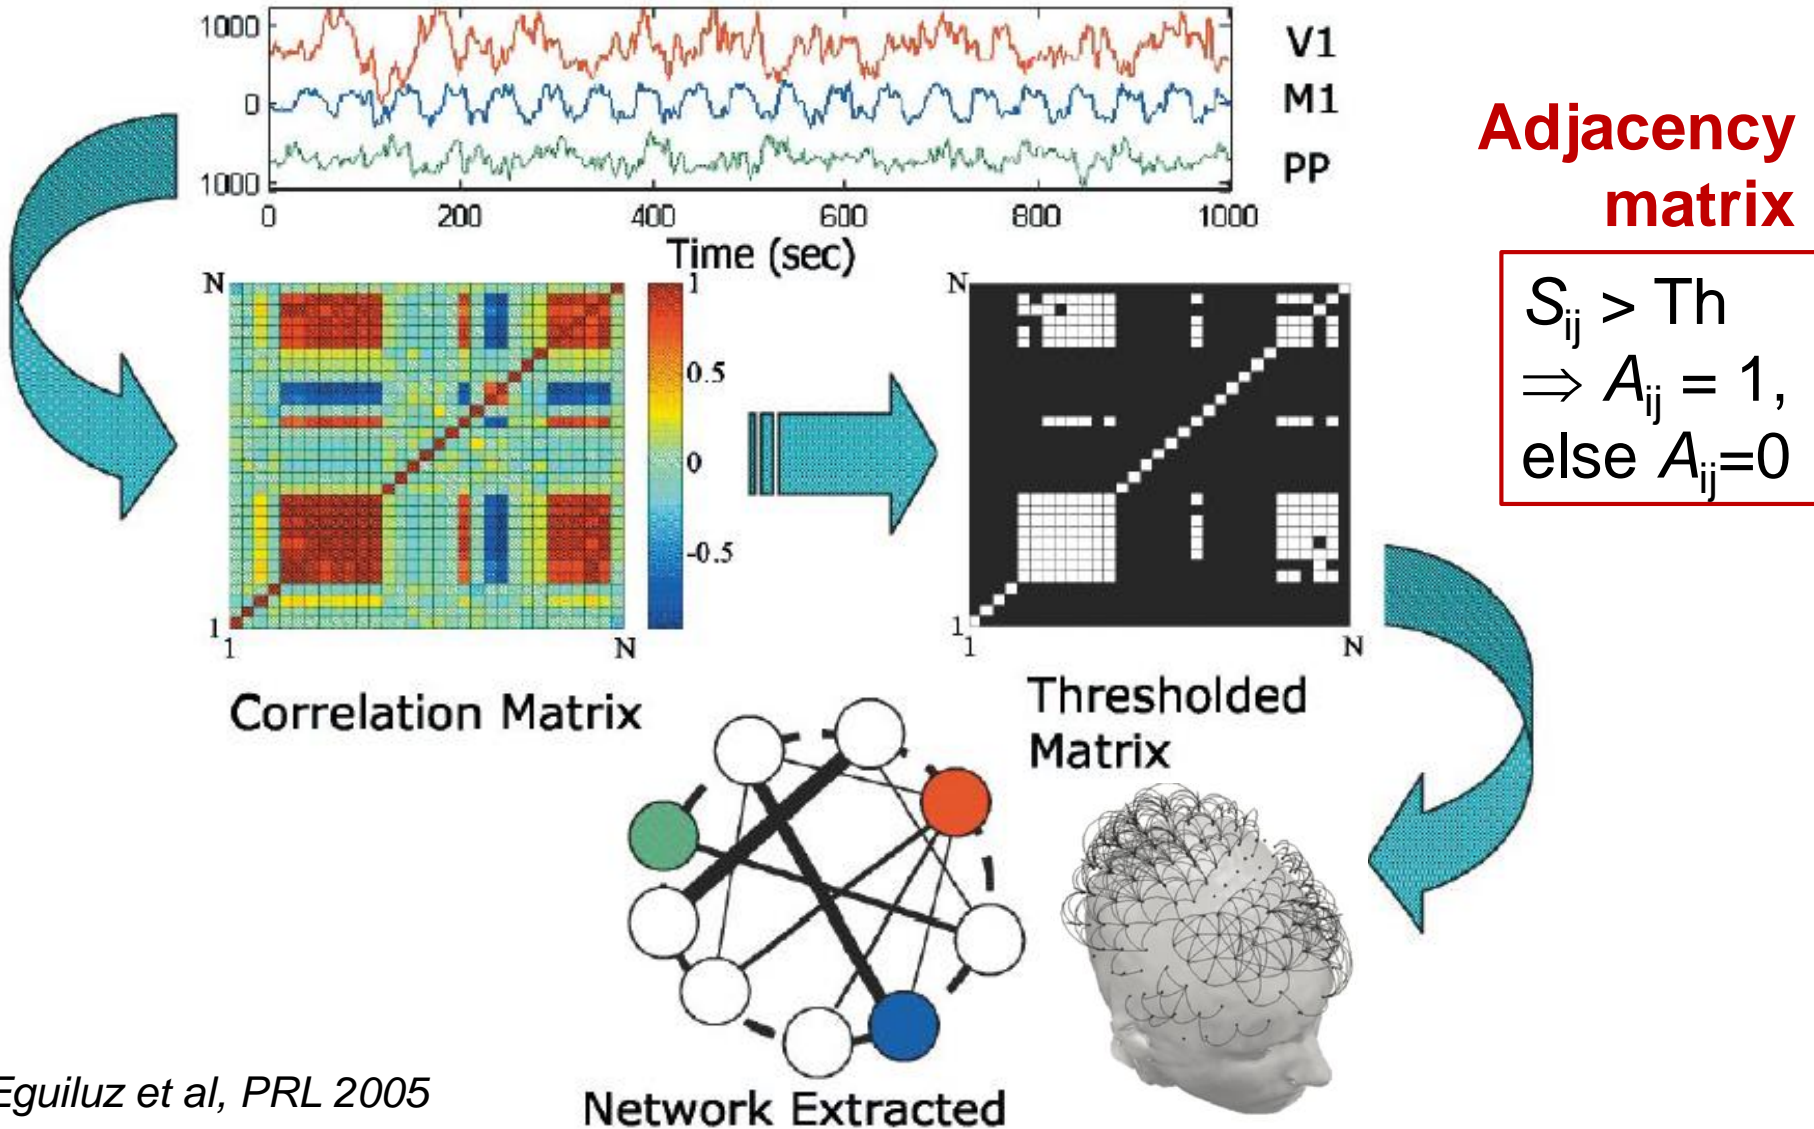 1000
0
1000
V1
M1
PP
0 200 400 600 800 1000
Time (sec)
Adjacency
matrix
Sij > Th
⇒ Aij = 1,
else Aij=0
N
1
1 N
1
0.5
0
-0.5
N
1
1 N
Correlation Matrix
Thresholded
Matrix
Network Extracted
Eguiluz et al, PRL 2005